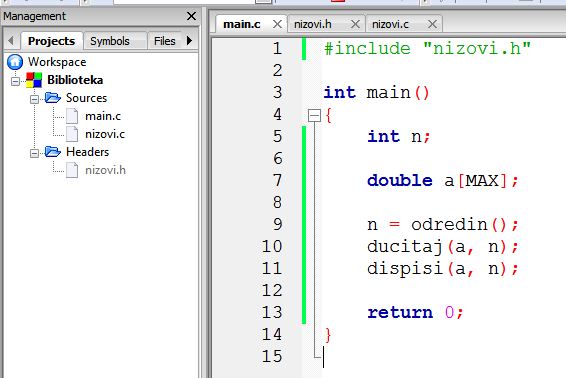 Management
Projects Symbols Files
Workspace
Biblioteka
Sources
main.c
nizovi.c
Headers
nizovi.h
main.c nizovi.h nizovi.c
1 #include "nizovi.h"
2
3 int main()
4 {
5 int n;
6
7 double a[MAX];
8
9 n = odredin();
10 ducitaj(a, n);
11 dispisi(a, n);
12
13 return 0;
14 }
15